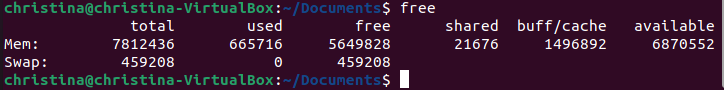 christina@christina-VirtualBox:~/Documents$ free
total used free shared buff/cache available
Mem: 7812436 665716 5649828 21676 1496892 6870552
Swap: 459208 0 459208
christina@christina-VirtualBox:~/Documents$